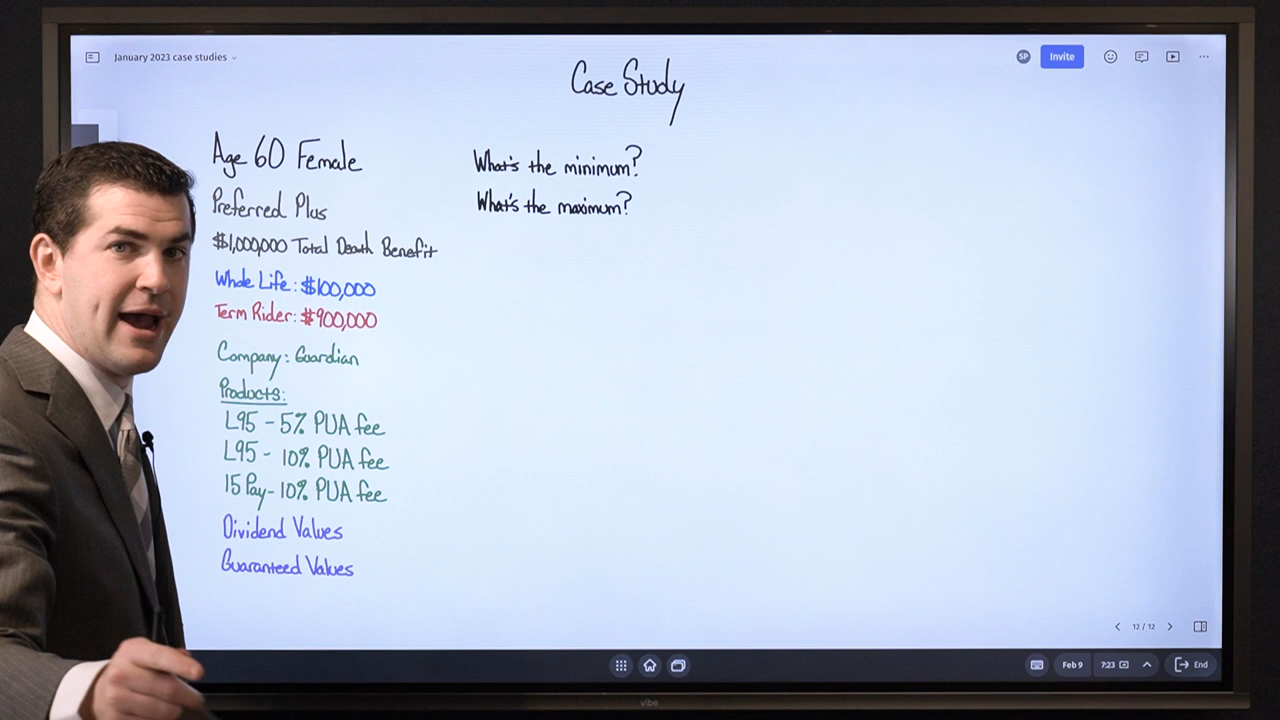 January 2023 case studies
SP
Invite
Case Study
Age 60 Female
Preferred Plus
$1,000,000 Total Death Benefit
Whole Life: $100,000
Term Rider: $900,000
Company: Guardian
Products:
L95 - 5% PUA fee
L95 - 10% PUA fee
15 Pay - 10% PUA fee
Dividend Values
Guaranteed Values
What's the minimum?
What's the maximum?
12 / 12
Feb 9
7:23
End
vibe